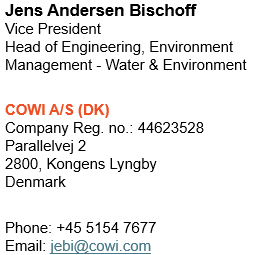 Jens Andersen Bischoff
Vice President
Head of Engineering, Environment
Management - Water & Environment
COWI A/S (DK)
Company Reg. no.: 44623528
Parallelvej 2
2800, Kongens Lyngby
Denmark
Phone: +45 5154 7677
Email: jebi@cowi.com